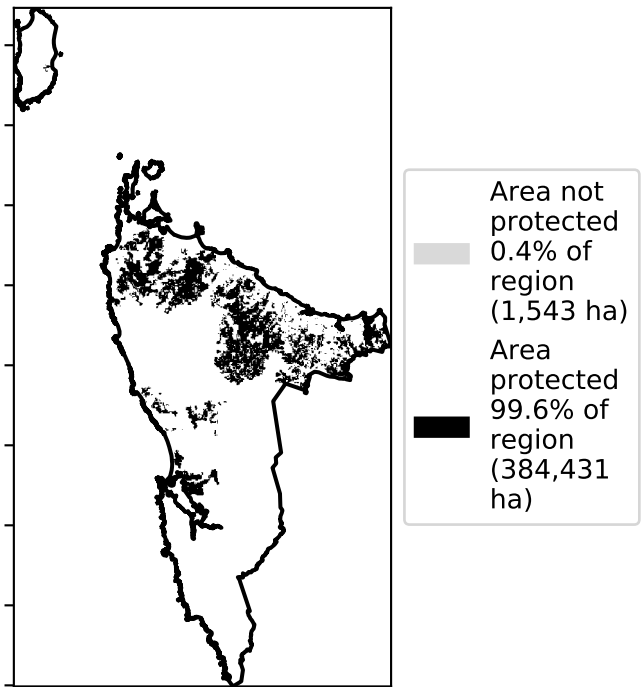 Area not
protected
0.4% of
region
(1,543 ha)
Area
protected
99.6% of
region
(384,431
ha)